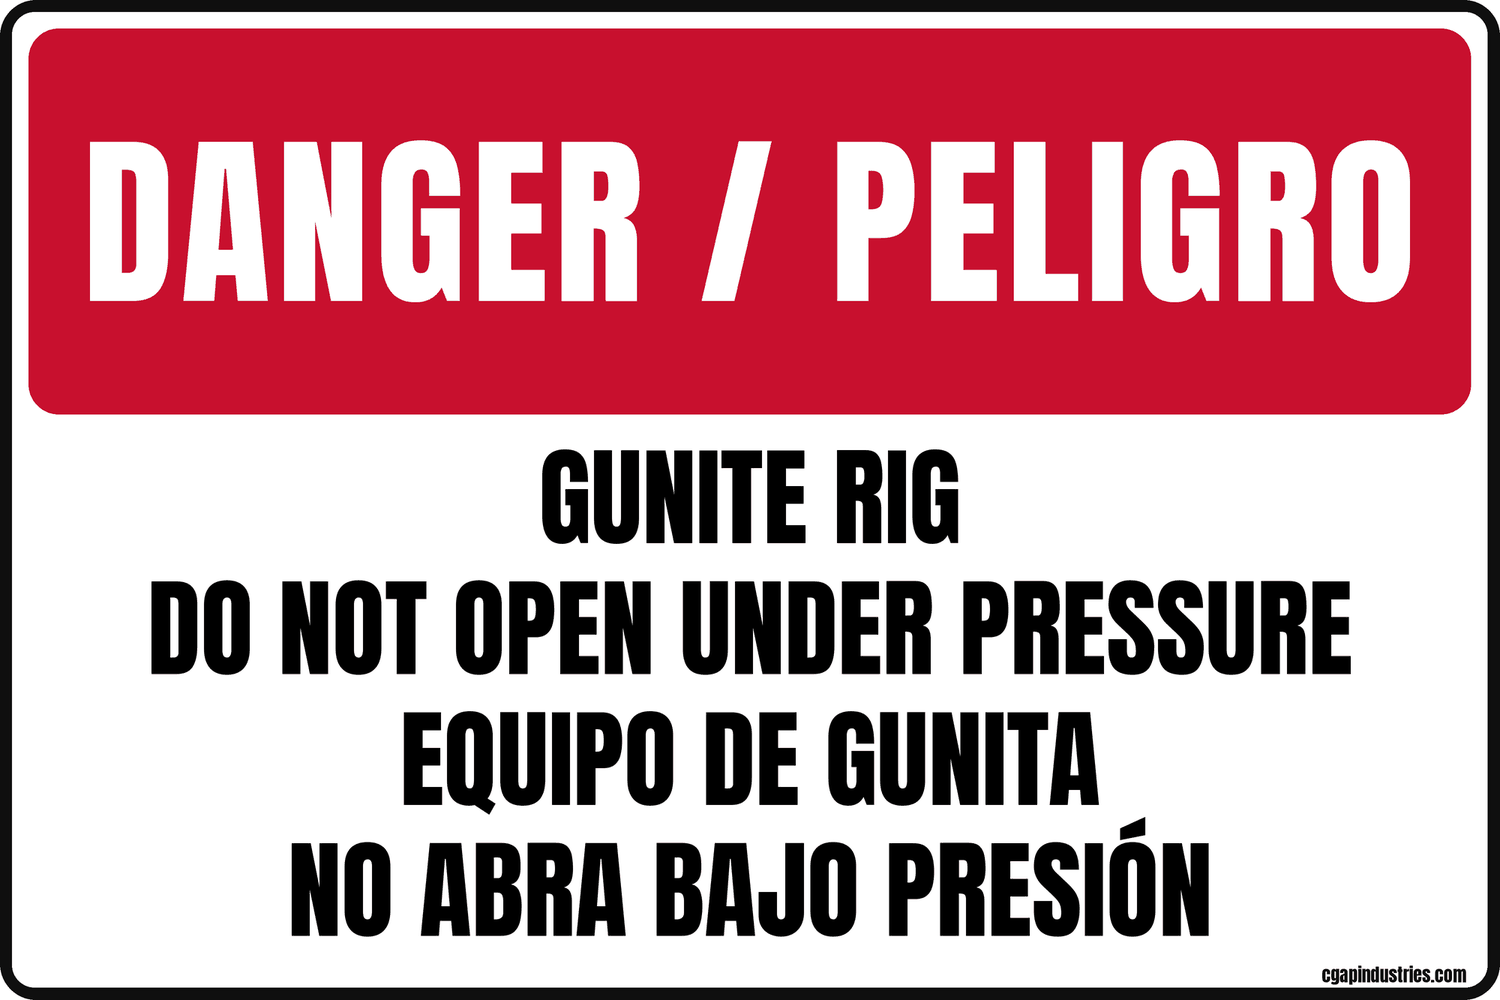 DANGER / PELIGRO
GUNITE RIG
DO NOT OPEN UNDER PRESSURE
EQUIPO DE GUNITA
NO ABRA BAJO PRESIÓN
cgapindustries.com